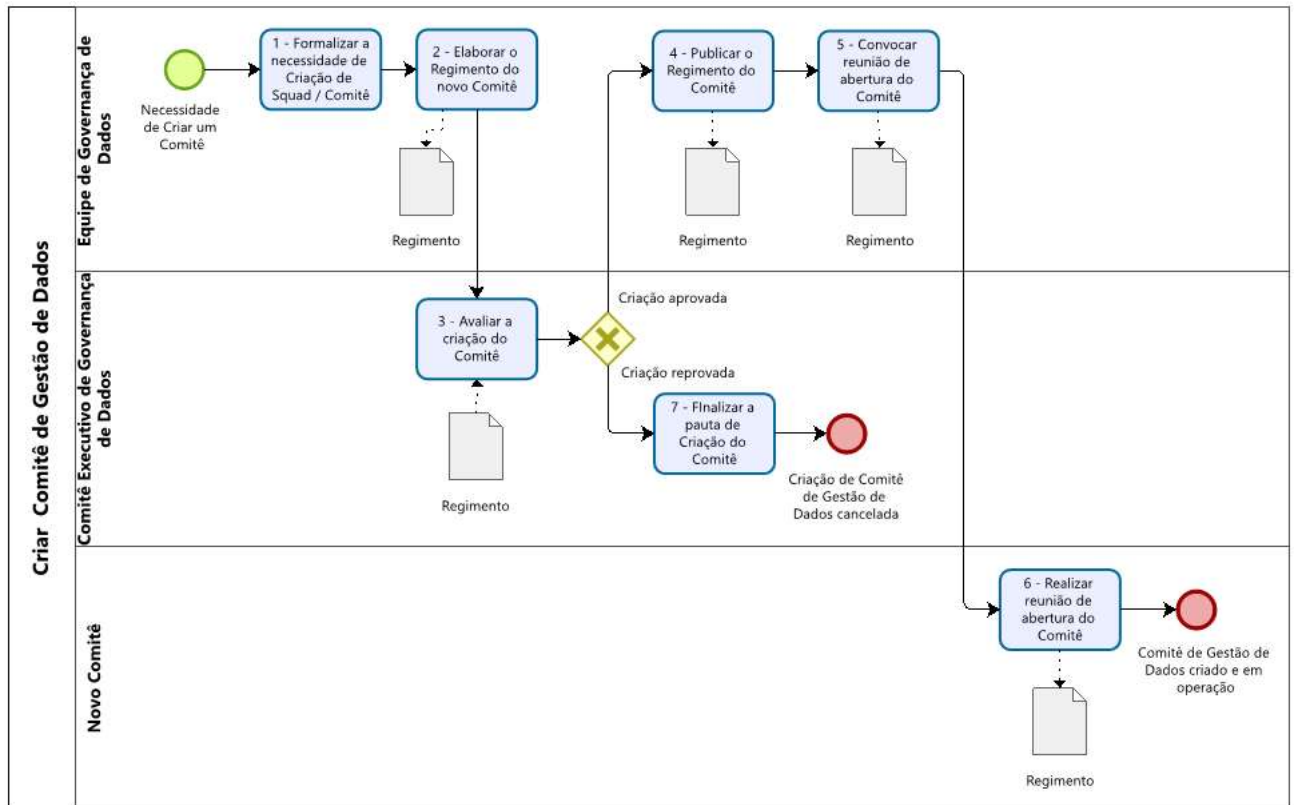 Criar Comitê de Gestão de Dados
Equipe de Governança de
Dados
Necessidade
de Criar um
Comitê
1 - Formalizar a
necessidade de
Criação de
Squad / Comitê
2 - Elaborar o
Regimento do
novo Comitê
Regimento
4 - Publicar o
Regimento do
Comitê
Regimento
5 - Convocar
reunião de
abertura do
Comitê
Regimento
Comitê Executivo de Governança
de Dados
3 - Avaliar a
criação do
Comitê
Regimento
Criação aprovada
Criação reprovada
7 - FInalizar a
pauta de
Criação do
Comitê
Criação de Comitê
de Gestão de
Dados cancelada
Novo Comitê
6 - Realizar
reunião de
abertura do
Comitê
Regimento
Comitê de Gestão de
Dados criado e em
operação